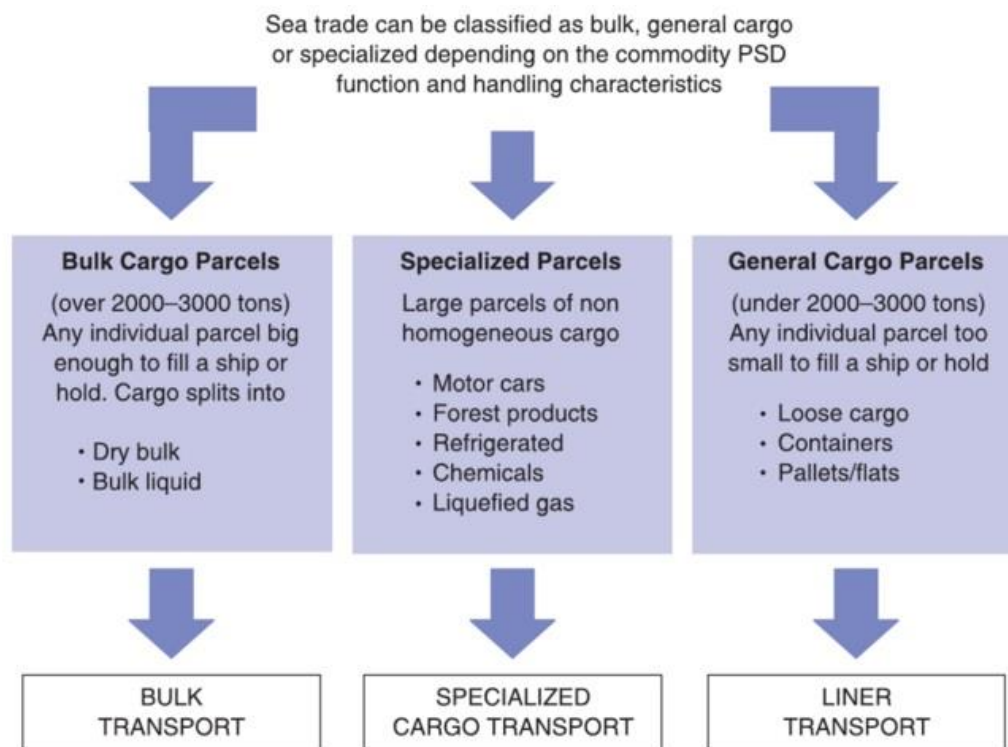 Sea trade can be classified as bulk, general cargo
or specialized depending on the commodity PSD
function and handling characteristics
Bulk Cargo Parcels
(over 2000–3000 tons)
Any individual parcel big
enough to fill a ship or
hold. Cargo splits into
• Dry bulk
• Bulk liquid
Specialized Parcels
Large parcels of non
homogeneous cargo
• Motor cars
• Forest products
• Refrigerated
• Chemicals
• Liquefied gas
General Cargo Parcels
(under 2000–3000 tons)
Any individual parcel too
small to fill a ship or hold
• Loose cargo
• Containers
• Pallets/flats
BULK
TRANSPORT
SPECIALIZED
CARGO TRANSPORT
LINER
TRANSPORT